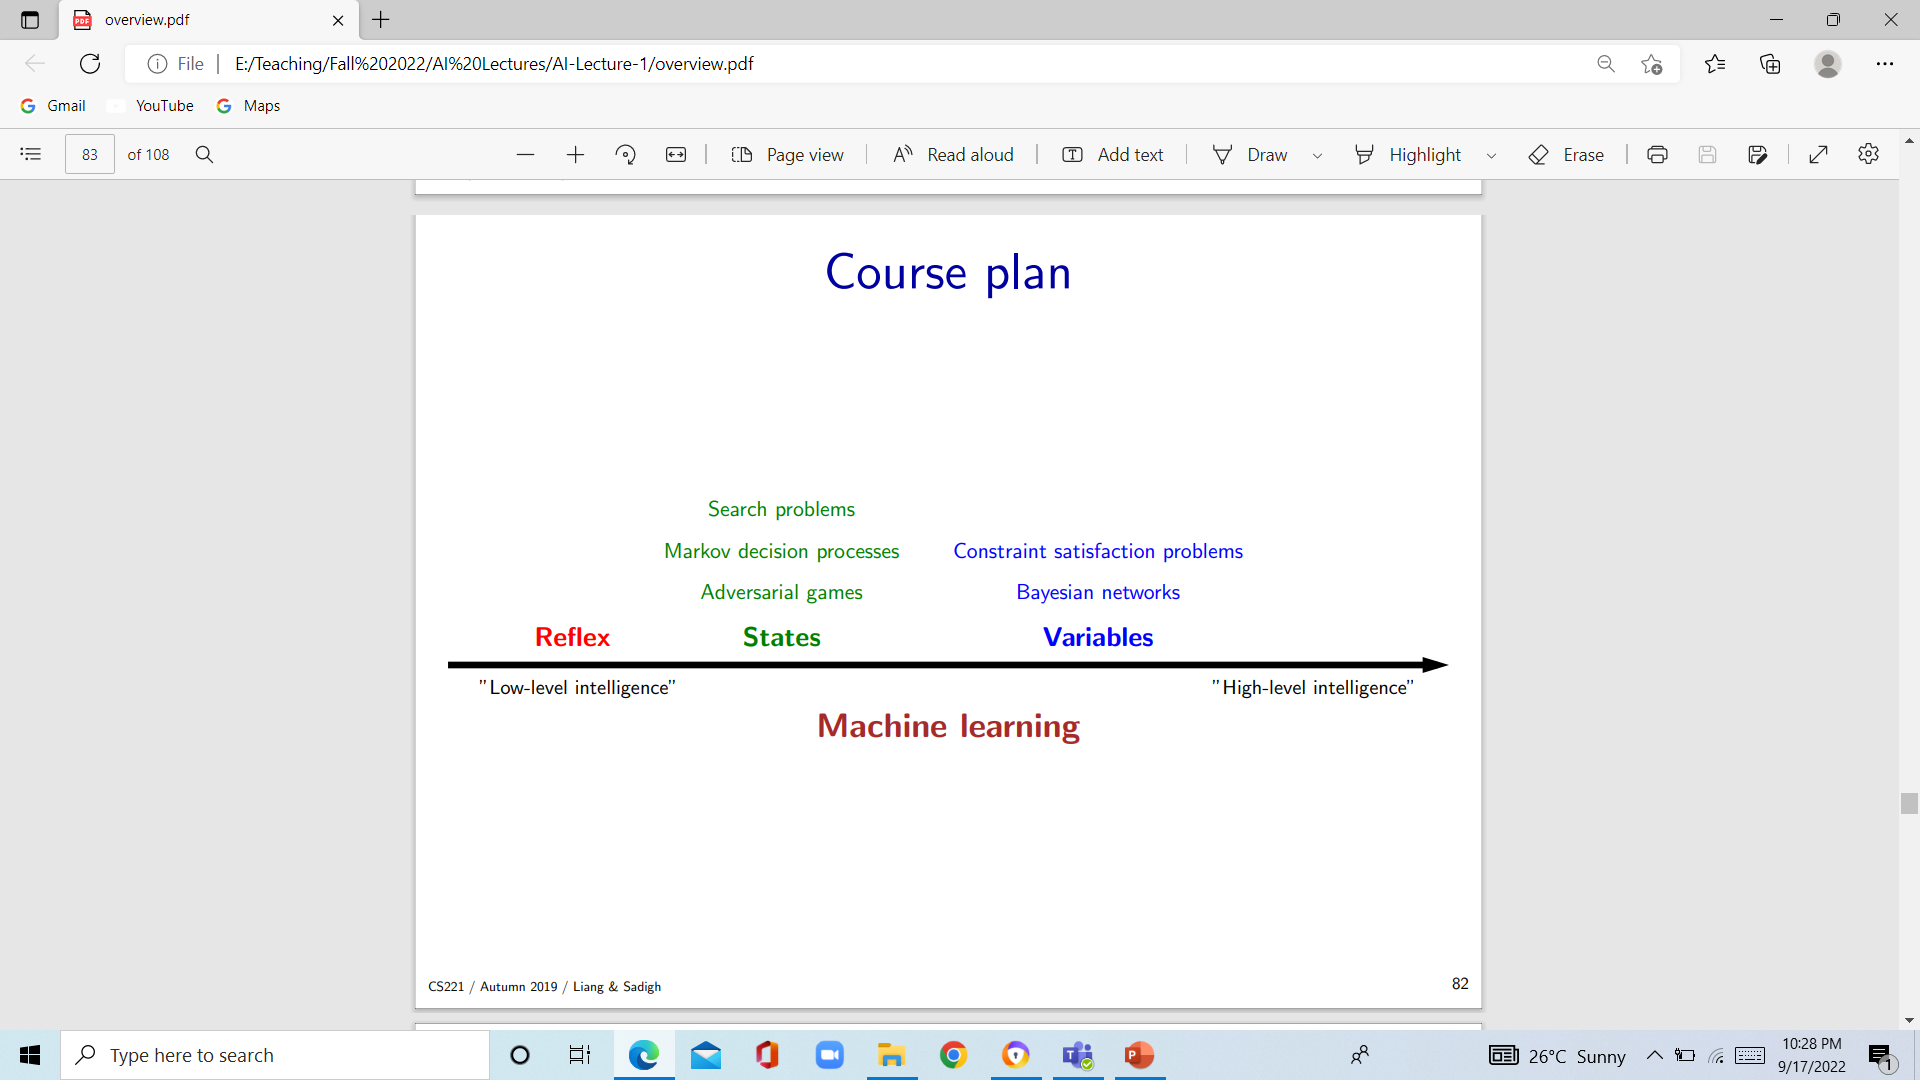 overview.pdf
File
E:/Teaching/Fall%202022/AI%20Lectures/AI-Lecture-1/overview.pdf
Gmail YouTube Maps
83 of 108 Page view Read aloud Add text Draw Highlight Erase
Course plan
Search problems
Markov decision processes Constraint satisfaction problems
Adversarial games Bayesian networks
Reflex States Variables
"Low-level intelligence" "High-level intelligence"
Machine learning
CS221 / Autumn 2019 / Liang & Sadigh 82
Type here to search
26°C Sunny
10:28 PM
9/17/2022
1